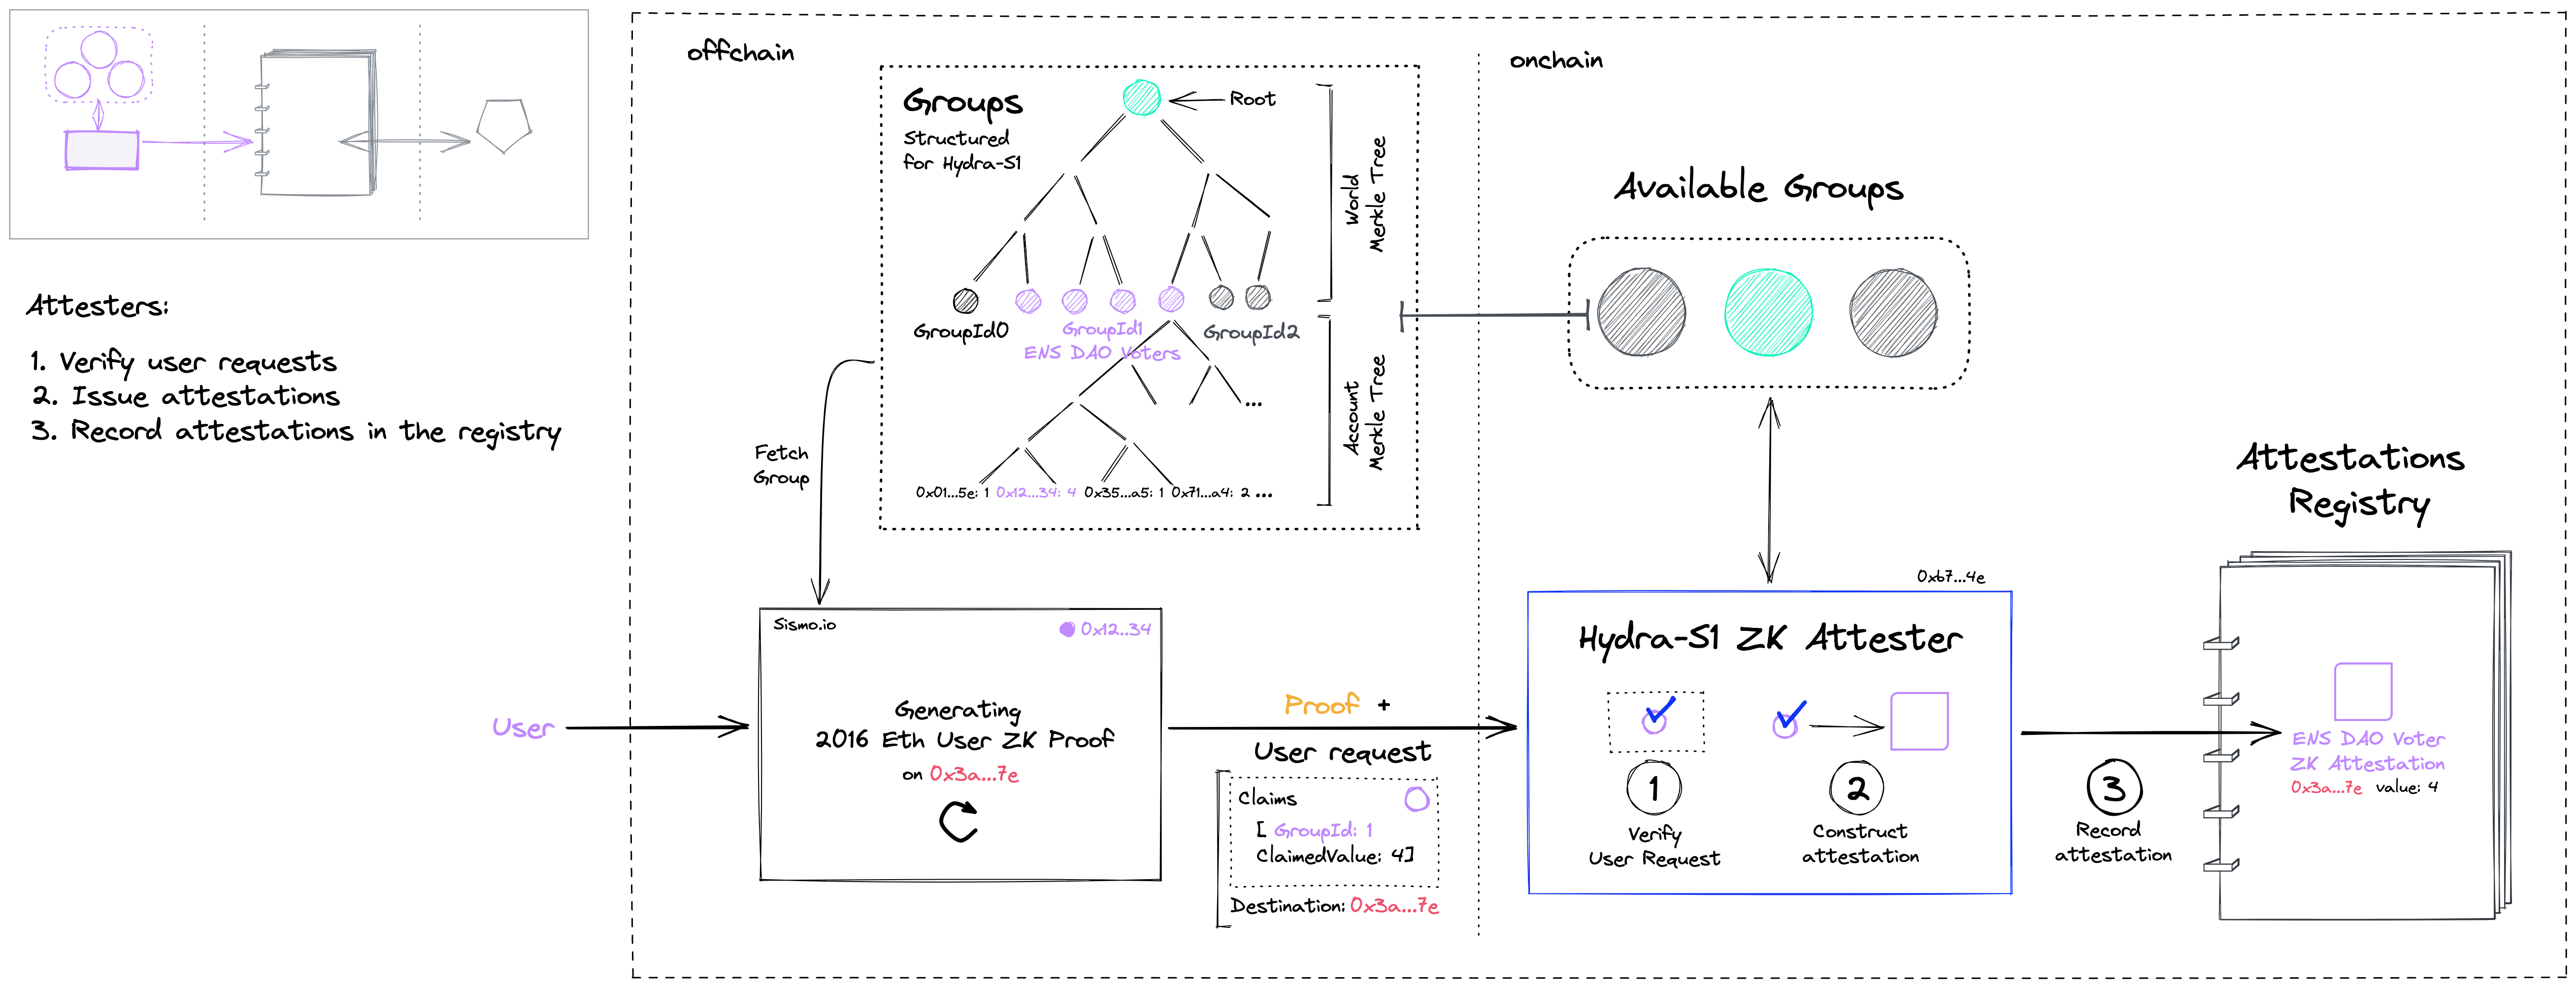 Attesters:
1. Verify user requests
2. Issue attestations
3. Record attestations in the registry
offchain
onchain
Groups
Structured
for Hydra-S1
Root
World
Merkle Tree
GroupId0
GroupId1
ENS DAO Voters
GroupId2
Account
Merkle Tree
...
0x01...5e: 1 0x12...34: 4 0x35...a5: 1 0x71...a4: 2 ...
Fetch
Group
Available Groups
User
Sismo.io
0x12..34
Generating
2016 Eth User ZK Proof
on 0x3a...7e
Proof +
User request
Claims
[ GroupId: 1
ClaimedValue: 4]
Destination: 0x3a...7e
0xb7...4e
Hydra-S1 ZK Attester
1
Verify
User Request
2
Construct
attestation
3
Record
attestation
Attestations
Registry
ENS DAO Voter
ZK Attestation
0x3a...7e value: 4